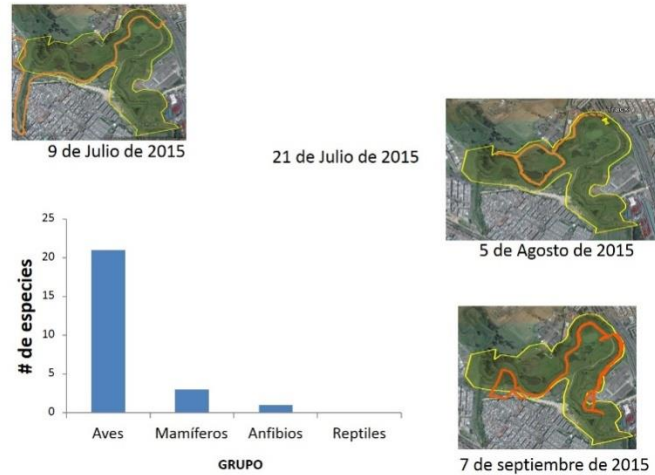 9 de Julio de 2015
21 de Julio de 2015
5 de Agosto de 2015
# de especies
25
20
15
10
5
0
Aves
Mamíferos
Anfibios
Reptiles
GRUPO
7 de septiembre de 2015